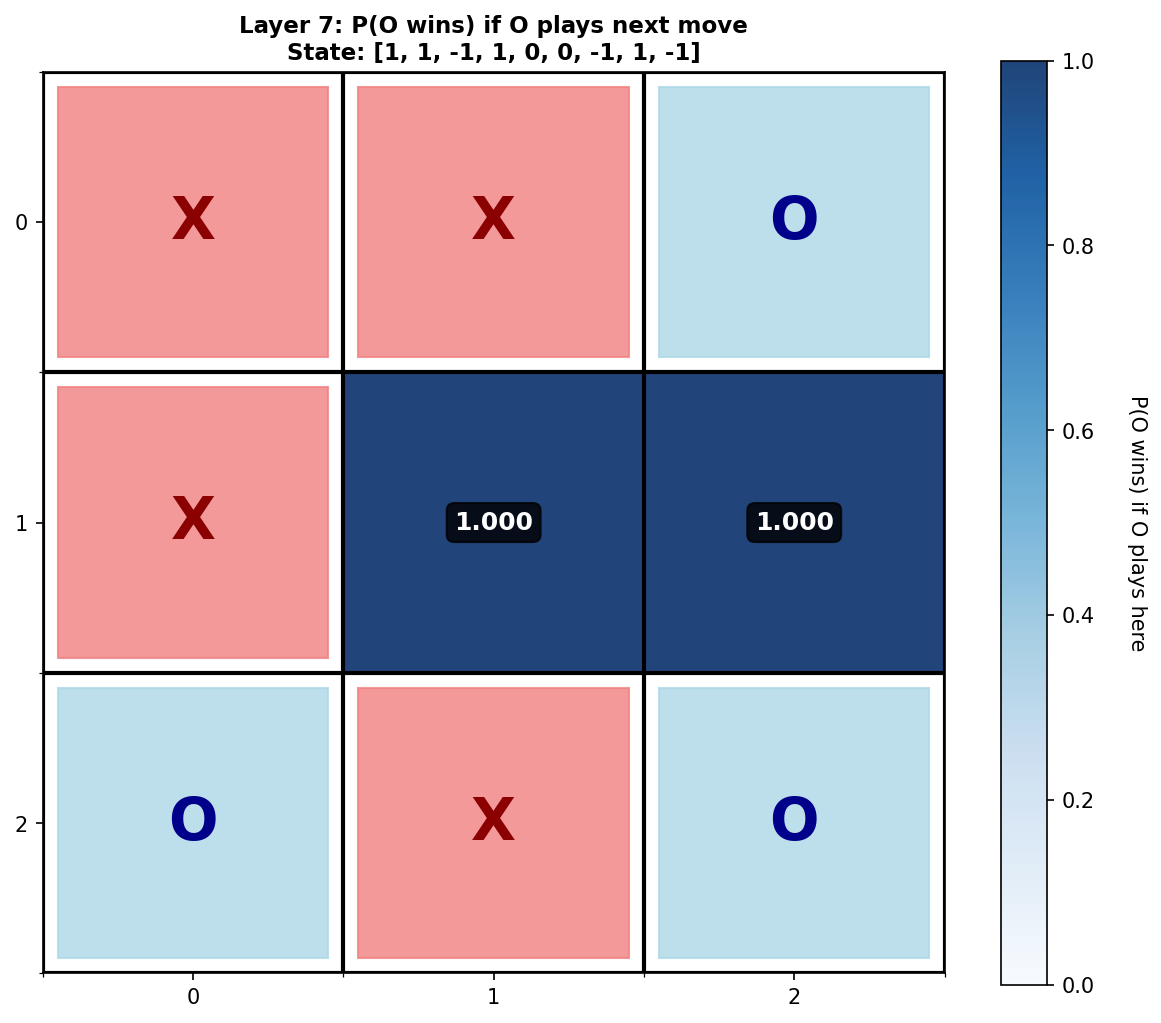 Layer 7: P(O wins) if O plays next move
State: [1, 1, -1, 1, 0, 0, -1, 1, -1]
0
X
X
O
1
X
1.000
1.000
2
O
X
O
0
1
2
1.0
0.8
0.6
0.4
0.2
0.0
P(O wins) if O plays here